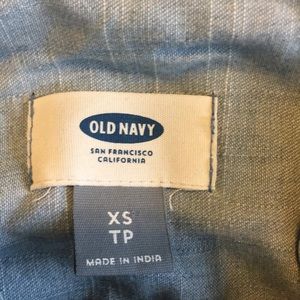 OLD NAVY
SAN FRANCISCO
CALIFORNIA
XS
TP
MADE IN INDIA